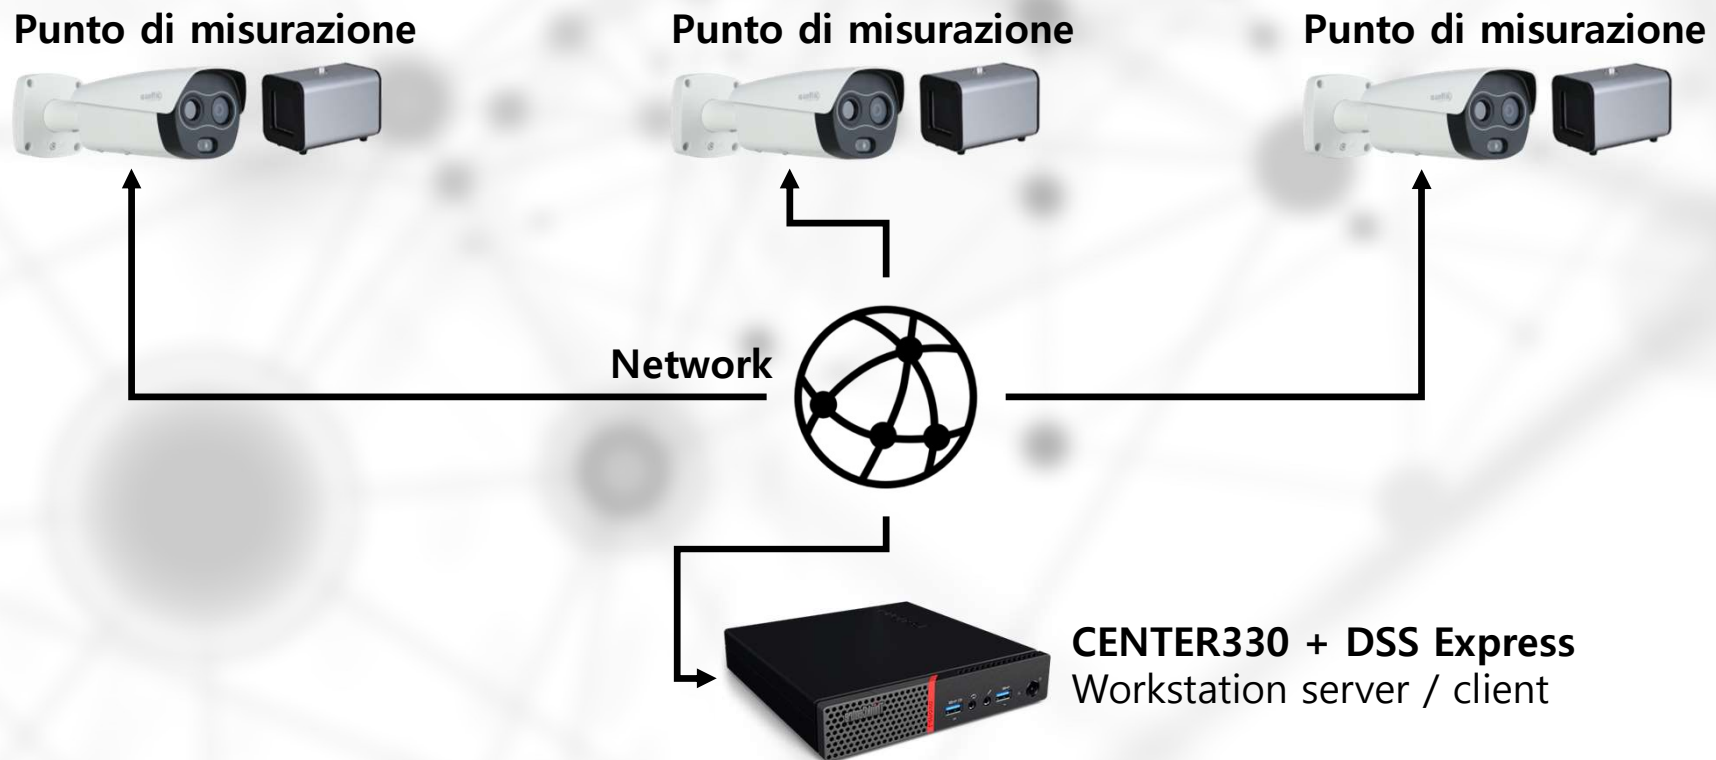 Punto di misurazione
Punto di misurazione
Punto di misurazione
Network
CENTER330 + DSS Express
Workstation server / client